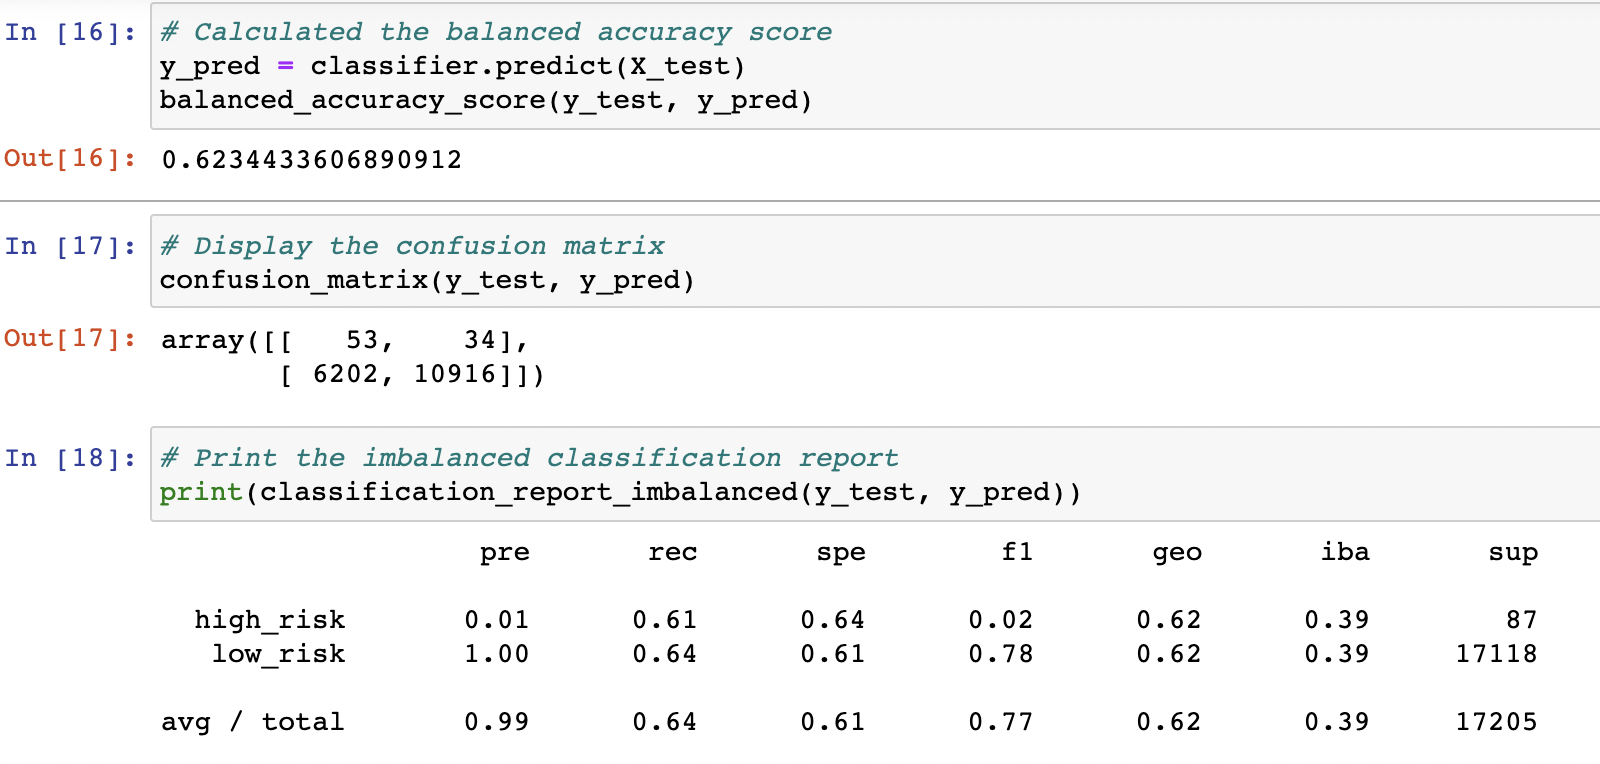 In [16]: # Calculated the balanced accuracy score
y_pred = classifier.predict(X_test)
balanced_accuracy_score(y_test, y_pred)
Out[16]: 0.6234433606890912
In [17]: # Display the confusion matrix
confusion_matrix(y_test, y_pred)
Out[17]: array([[   53,    34],
       [ 6202, 10916]])
In [18]: # Print the imbalanced classification report
print(classification_report_imbalanced(y_test, y_pred))
pre rec spe f1 geo iba sup
high_risk 0.01 0.61 0.64 0.02 0.62 0.39 87
low_risk 1.00 0.64 0.61 0.78 0.62 0.39 17118
avg / total 0.99 0.64 0.61 0.77 0.62 0.39 17205